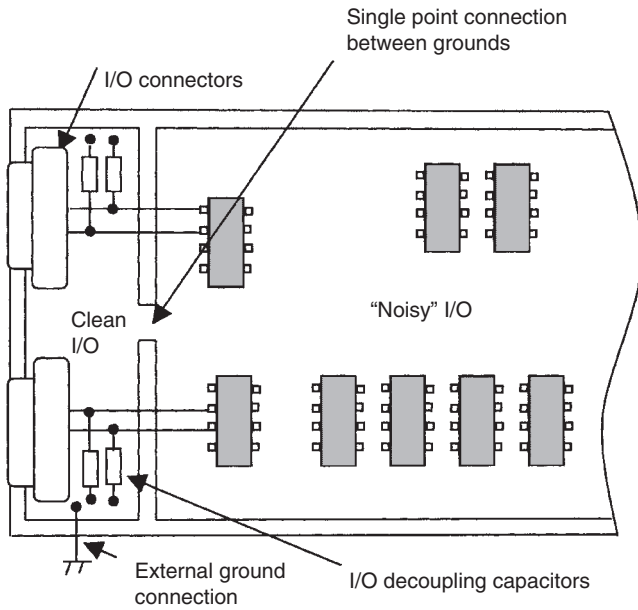 Single point connection
between grounds
I/O connectors
Clean
I/O
“Noisy” I/O
External ground
connection
I/O decoupling capacitors